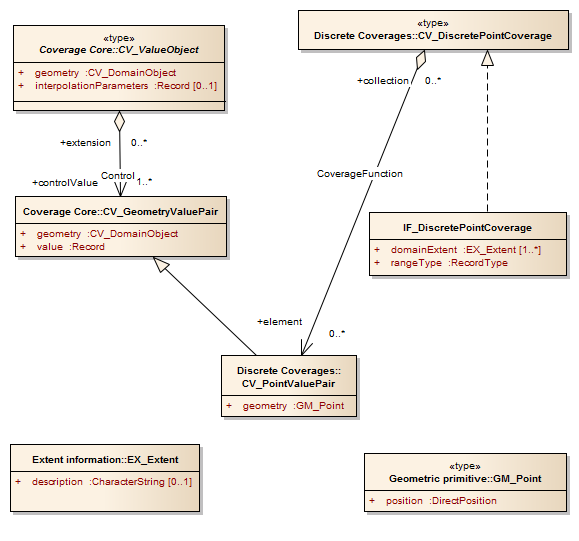 «type»
Coverage Core::CV_ValueObject
+ geometry :CV_DomainObject
+ interpolationParameters :Record [0..1]
«type»
Discrete Coverages::CV_DiscretePointCoverage
+collection 0..*
+extension 0..*
CoverageFunction
Control
+controlValue 1..*
Coverage Core::CV_GeometryValuePair
+ geometry :CV_DomainObject
+ value :Record
IF_DiscretePointCoverage
+ domainExtent :EX_Extent [1..*]
+ rangeType :RecordType
+element
0..*
Discrete Coverages::
CV_PointValuePair
+ geometry :GM_Point
Extent information::EX_Extent
+ description :CharacterString [0..1]
«type»
Geometric primitive::GM_Point
+ position :DirectPosition